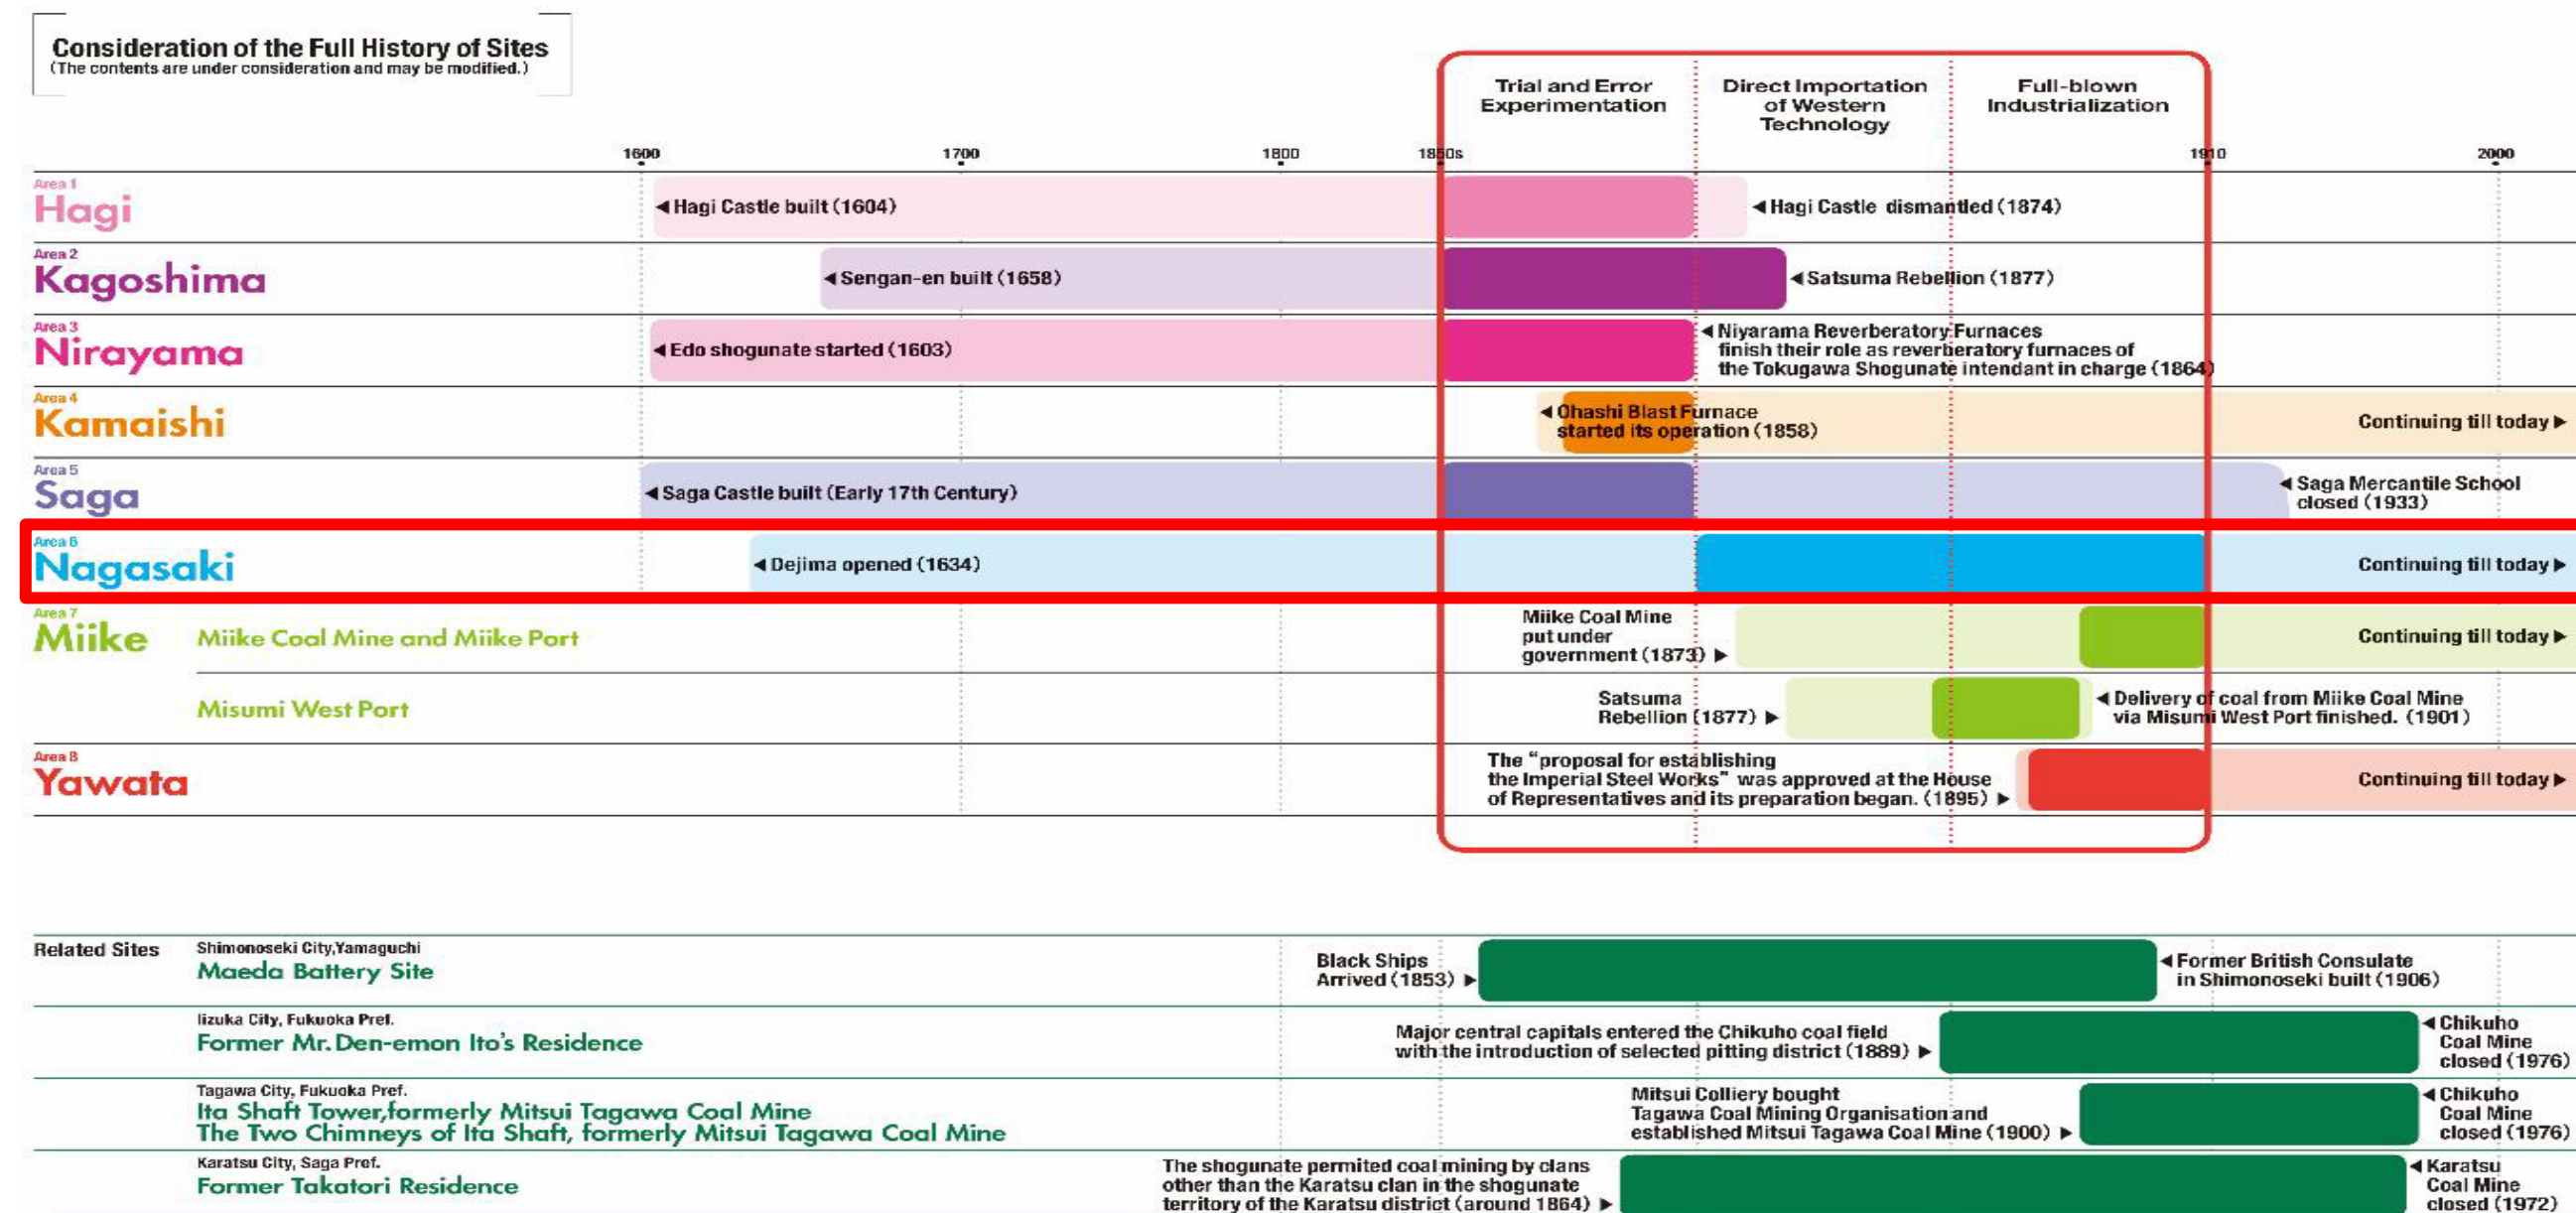 Consideration of the Full History of Sites
(The contents are under consideration and may be modified.)
Trial and Error
Experimentation
Direct Importation
of Western
Technology
Full-blown
Industrialization
1600
1700
1800
1850s
1910
2000
Area 1
Hagi
◀ Hagi Castle built (1604)
◀ Hagi Castle dismantled (1874)
Area 2
Kagoshima
◀ Sengan-en built (1658)
◀ Satsuma Rebellion (1877)
Area 3
Nirayama
◀ Edo shogunate started (1603)
◀ Niyarama Reverberatory Furnaces
finish their role as reverberatory furnaces of
the Tokugawa Shogunate intendant in charge (1864)
Area 4
Kamaishi
◀ Ohashi Blast Furnace
started its operation (1858)
Continuing till today ▶
Area 5
Saga
◀ Saga Castle built (Early 17th Century)
◀ Saga Mercantile School
closed (1933)
Area 6
Nagasaki
◀ Dejima opened (1634)
Continuing till today ▶
Area 7
Miike
Miike Coal Mine and Miike Port
Miike Coal Mine
put under
government (1873) ▶
Continuing till today ▶
Misumi West Port
Satsuma
Rebellion (1877) ▶
◀ Delivery of coal from Miike Coal Mine
via Misumi West Port finished. (1901)
Area 8
Yawata
The “proposal for establishing
the Imperial Steel Works” was approved at the House
of Representatives and its preparation began. (1895) ▶
Continuing till today ▶
Related Sites
Shimonoseki City,Yamaguchi
Maeda Battery Site
Black Ships
Arrived (1853) ▶
◀ Former British Consulate
in Shimonoseki built (1906)
Iizuka City, Fukuoka Pref.
Former Mr. Den-emon Ito's Residence
Major central capitals entered the Chikuho coal field
with the introduction of selected pitting district (1889) ▶
◀ Chikuho
Coal Mine
closed (1976)
Tagawa City, Fukuoka Pref.
Ita Shaft Tower,formerly Mitsui Tagawa Coal Mine
The Two Chimneys of Ita Shaft, formerly Mitsui Tagawa Coal Mine
Mitsui Colliery bought
Tagawa Coal Mining Organisation and
established Mitsui Tagawa Coal Mine (1900) ▶
◀ Chikuho
Coal Mine
closed (1976)
Karatsu City, Saga Pref.
Former Takatori Residence
The shogunate permited coal mining by clans
other than the Karatsu clan in the shogunate
territory of the Karatsu district (around 1864) ▶
◀ Karatsu
Coal Mine
closed (1972)